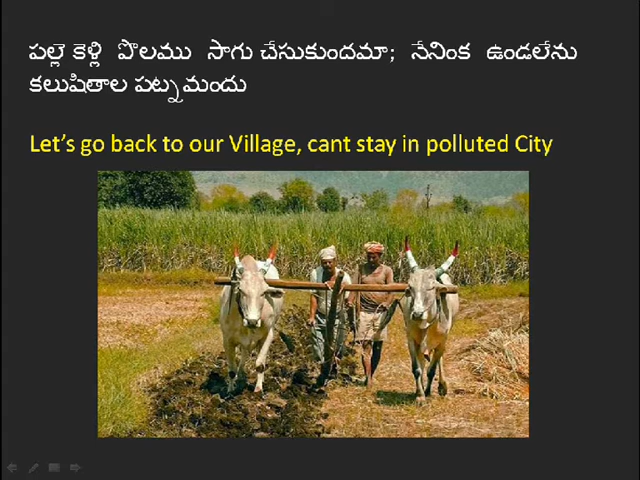 పల్లె కెళ్లి పొలము సాగు చేసుకుందమా; నేనింక ఉండలేను
కలుషితాల పట్నమందు
Let's go back to our Village, cant stay in polluted City